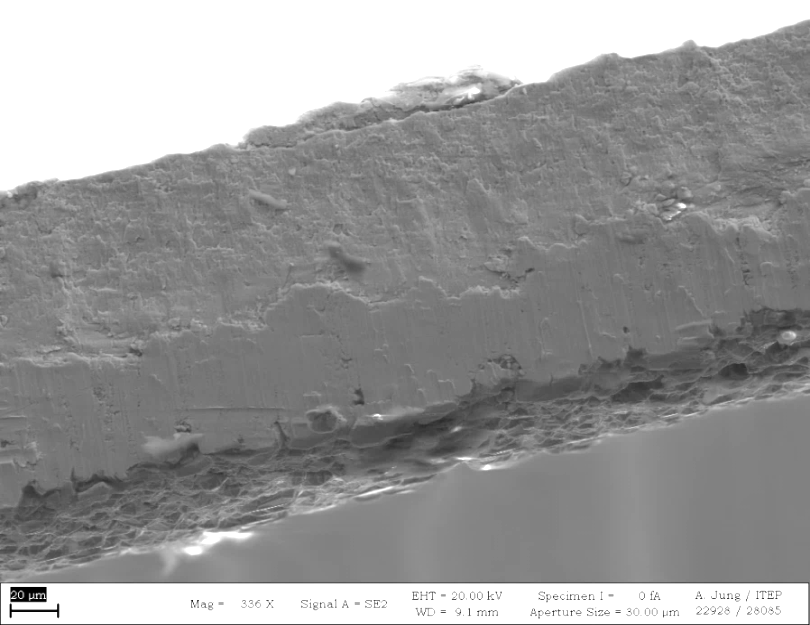 20 µm
Mag = 336 X Signal A = SE2 EHT = 20.00 kV Specimen I = 0 fA A. Jung / ITEP
WD = 9.1 mm Aperture Size = 30.00 µm 22928 / 28085